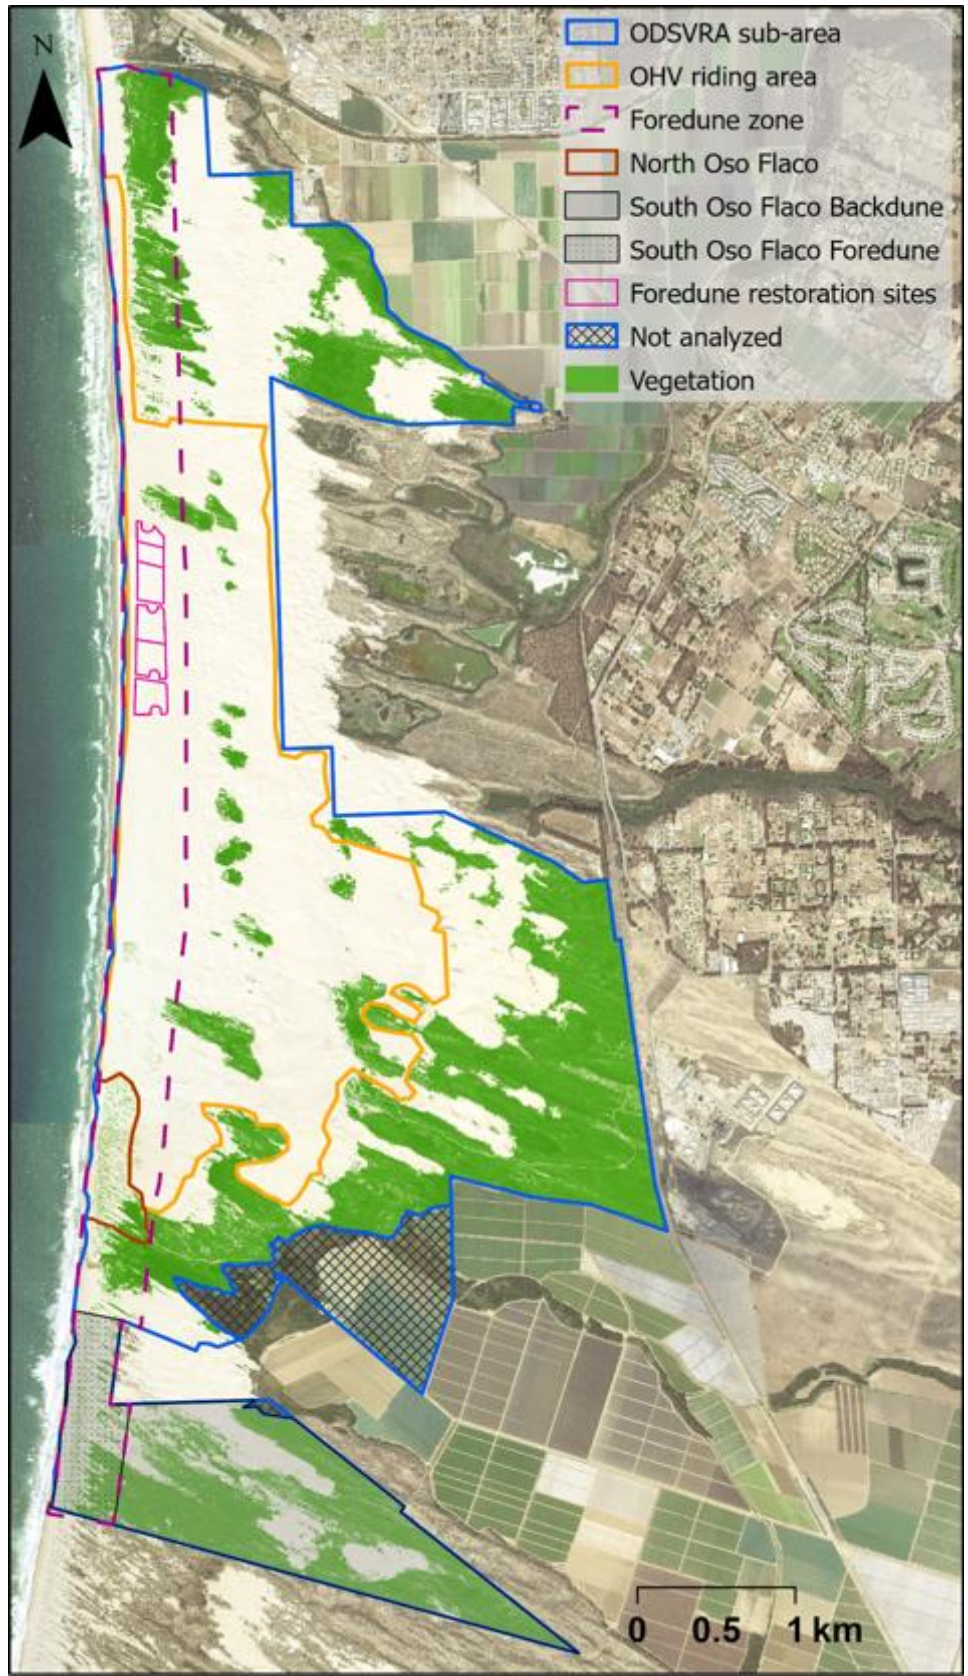 N
ODSVRA sub-area
OHV riding area
Foredune zone
North Oso Flaco
South Oso Flaco Backdune
South Oso Flaco Foredune
Foredune restoration sites
Not analyzed
Vegetation
0 0.5 1 km